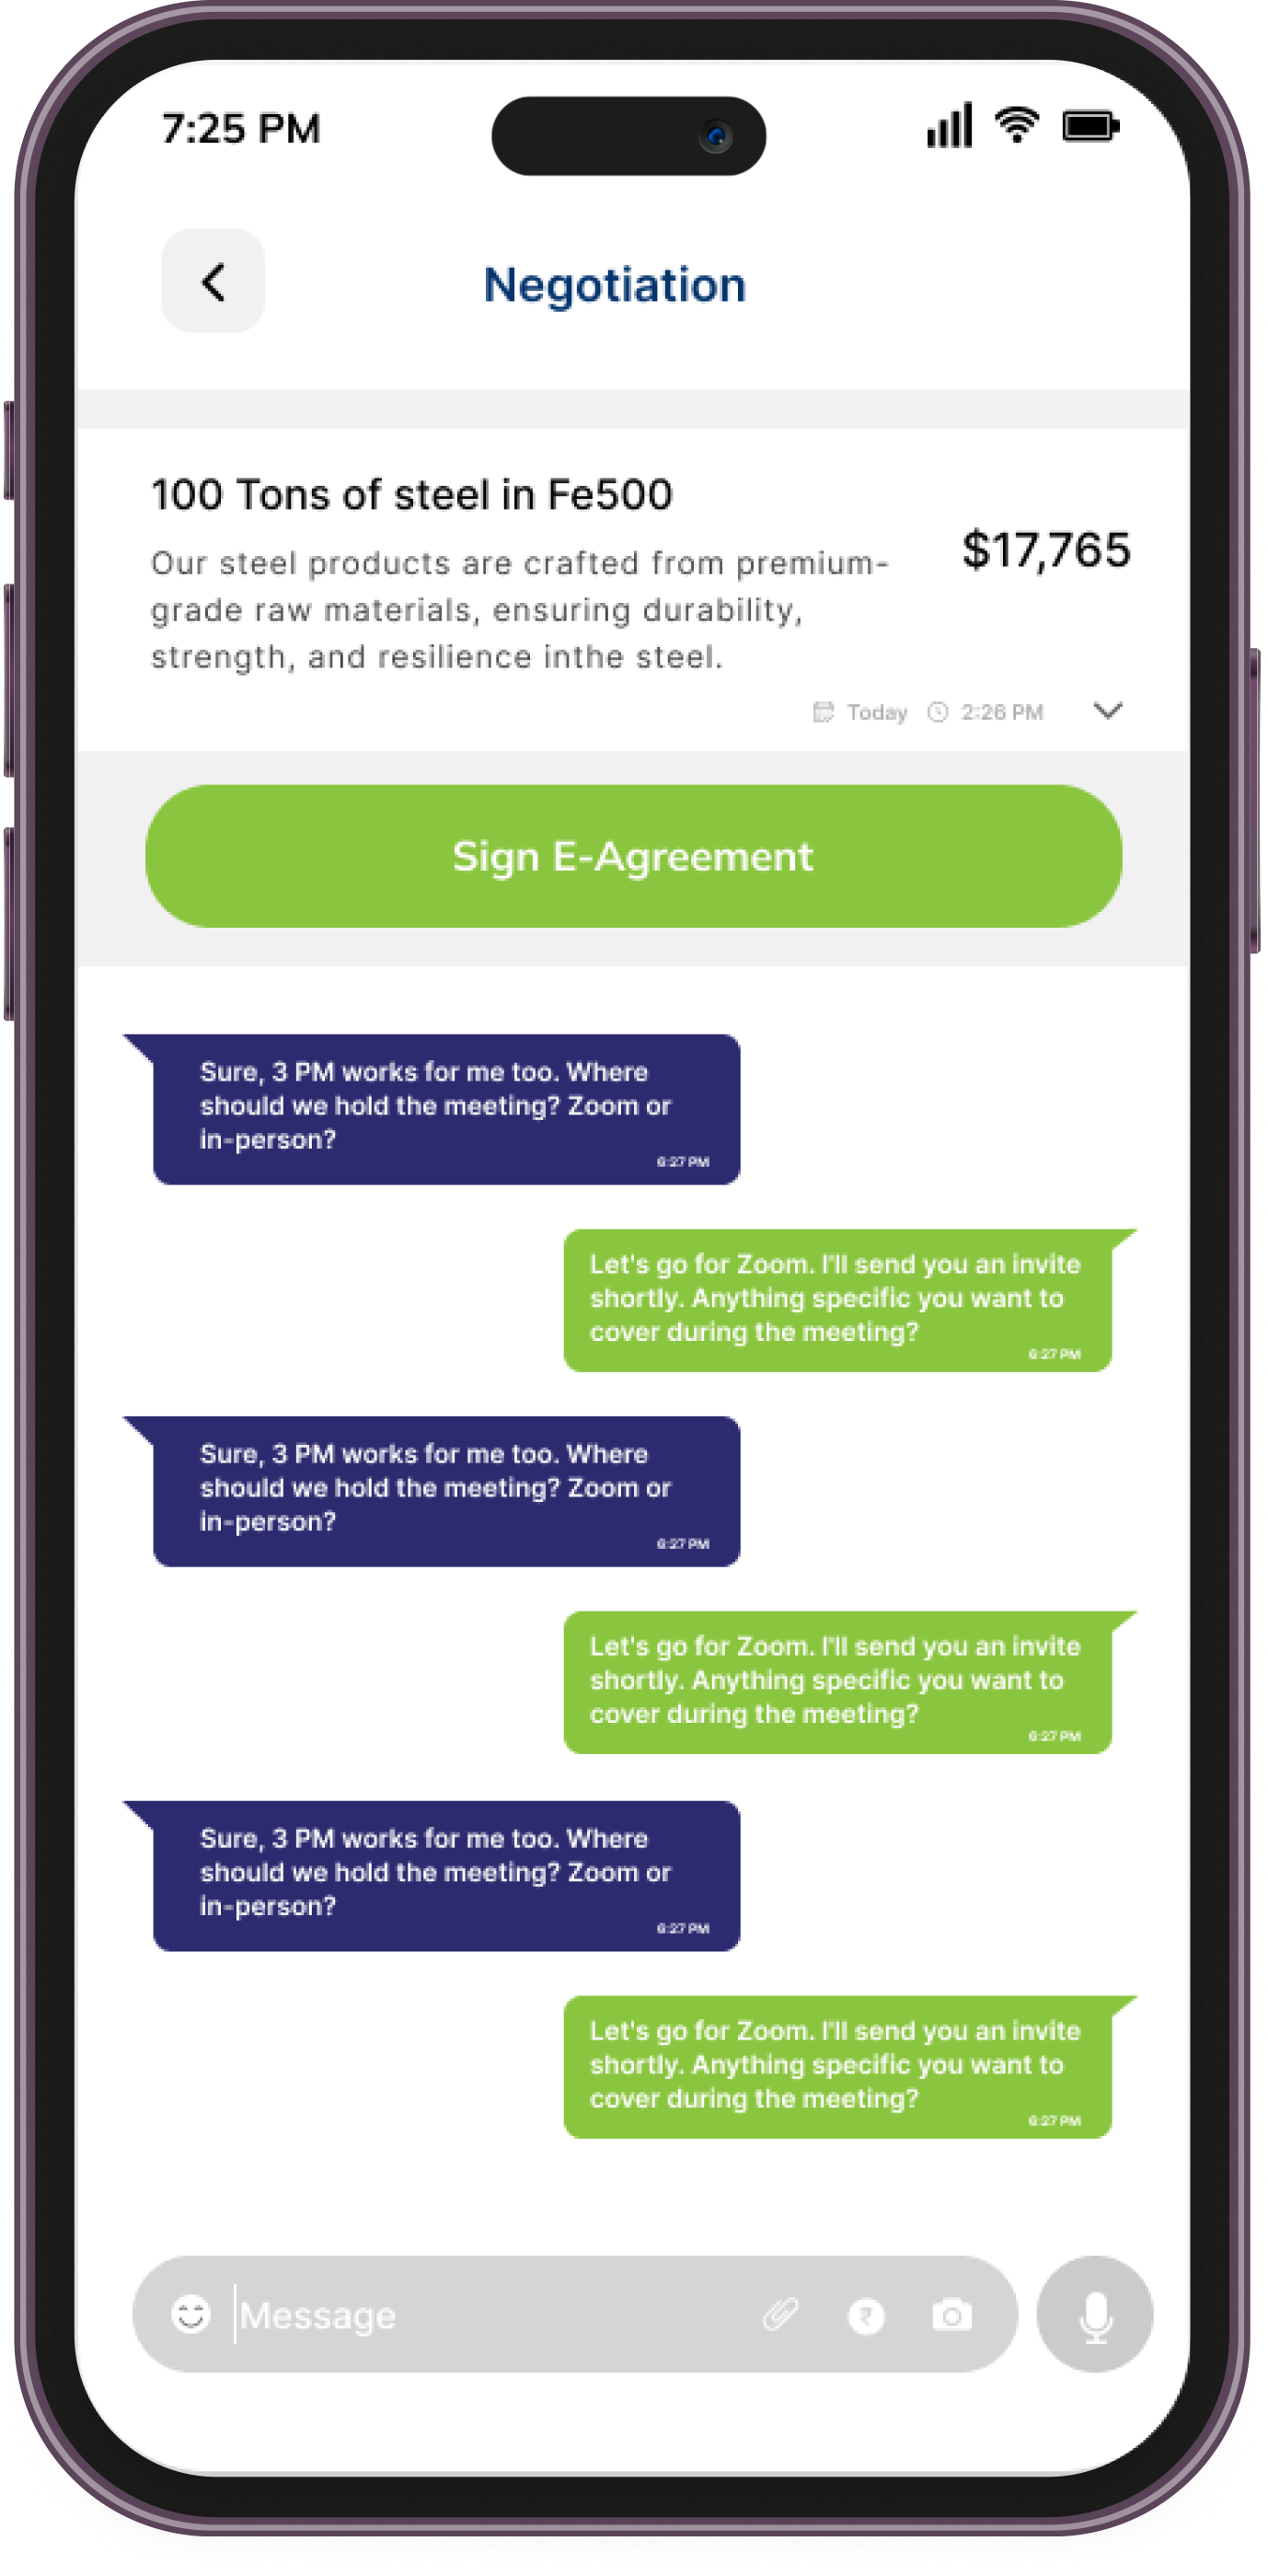 7:25 PM
Negotiation
100 Tons of steel in Fe500
$17,765
Our steel products are crafted from premium-
grade raw materials, ensuring durability,
strength, and resilience inthe steel.
Today 2:26 PM
Sign E-Agreement
Sure, 3 PM works for me too. Where
should we hold the meeting? Zoom or
in-person?
6:27 PM
Let's go for Zoom. I'll send you an invite
shortly. Anything specific you want to
cover during the meeting?
6:27 PM
Sure, 3 PM works for me too. Where
should we hold the meeting? Zoom or
in-person?
6:27 PM
Let's go for Zoom. I'll send you an invite
shortly. Anything specific you want to
cover during the meeting?
6:27 PM
Sure, 3 PM works for me too. Where
should we hold the meeting? Zoom or
in-person?
6:27 PM
Let's go for Zoom. I'll send you an invite
shortly. Anything specific you want to
cover during the meeting?
6:27 PM
Message ₹